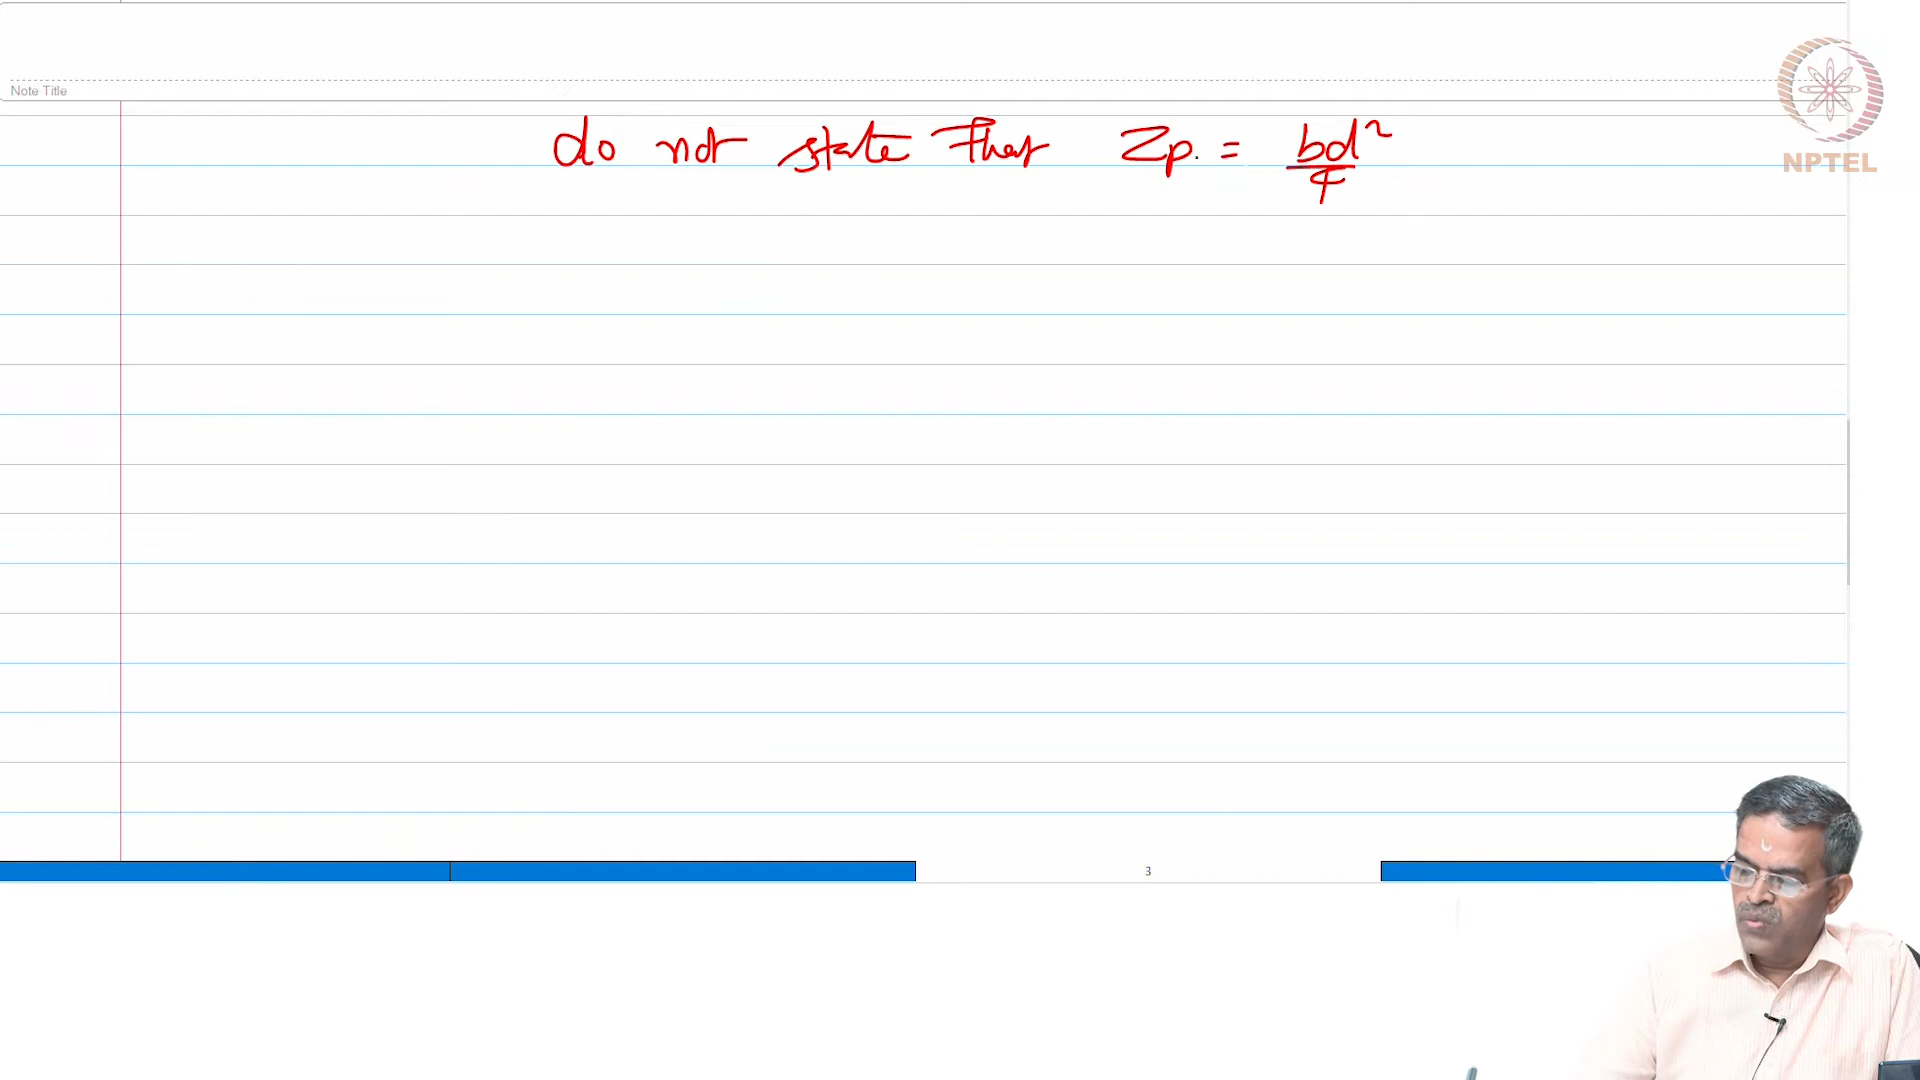 Note Title
do not state that Zp. = bd²/4
NPTEL
3